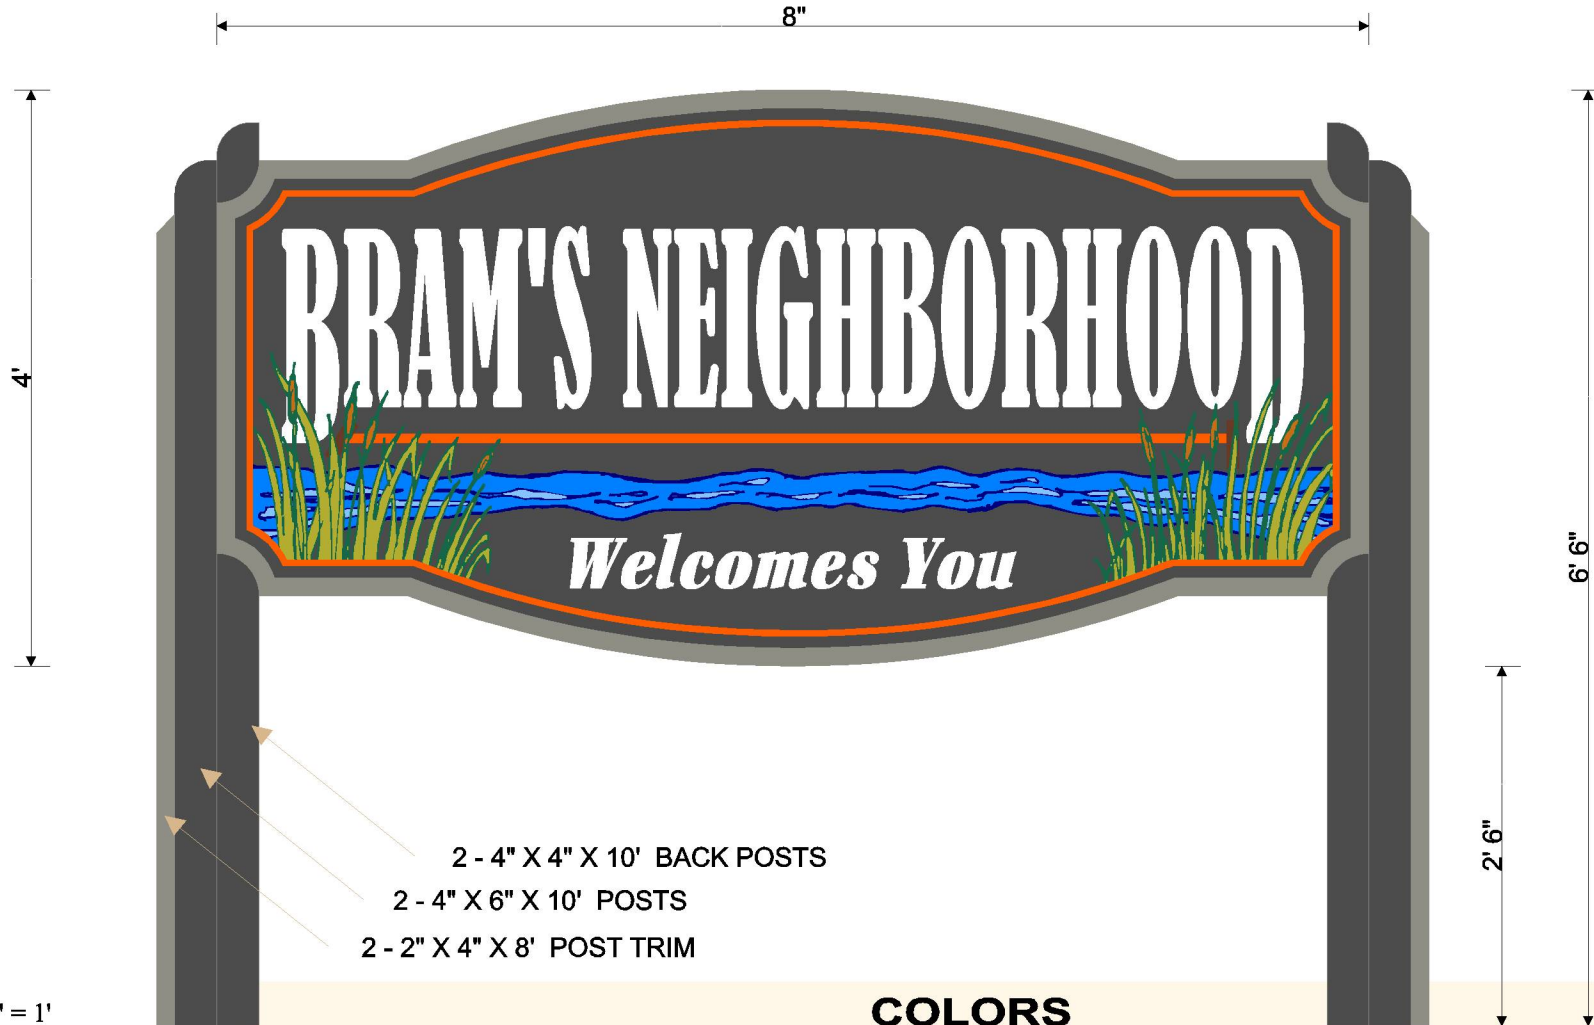 8"
4'
BRAM'S NEIGHBORHOOD
Welcomes You
6' 6"
2' 6"
2 - 4" X 4" X 10' BACK POSTS
2 - 4" X 6" X 10' POSTS
2 - 2" X 4" X 8' POST TRIM
" = 1'
COLORS